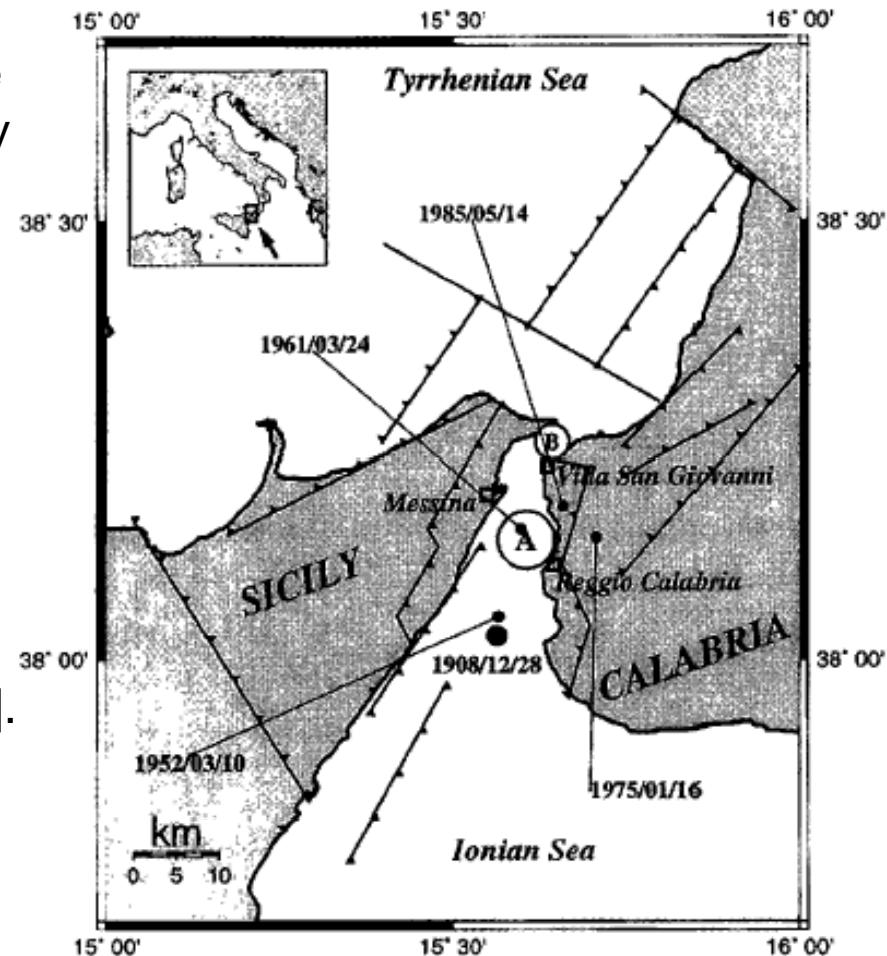 15° 00' 15° 30' 16° 00'
Tyrrhenian Sea
y
1985/05/14
38° 30' 38° 30'
1961/03/24
B
Villa San Giovanni
Messina
A
SICILY
Reggio Calabria
CALABRIA
38° 00' 38° 00'
1908/12/28
].
1952/03/10
1975/01/16
km
0 5 10
Ionian Sea
15° 00' 15° 30' 16° 00'